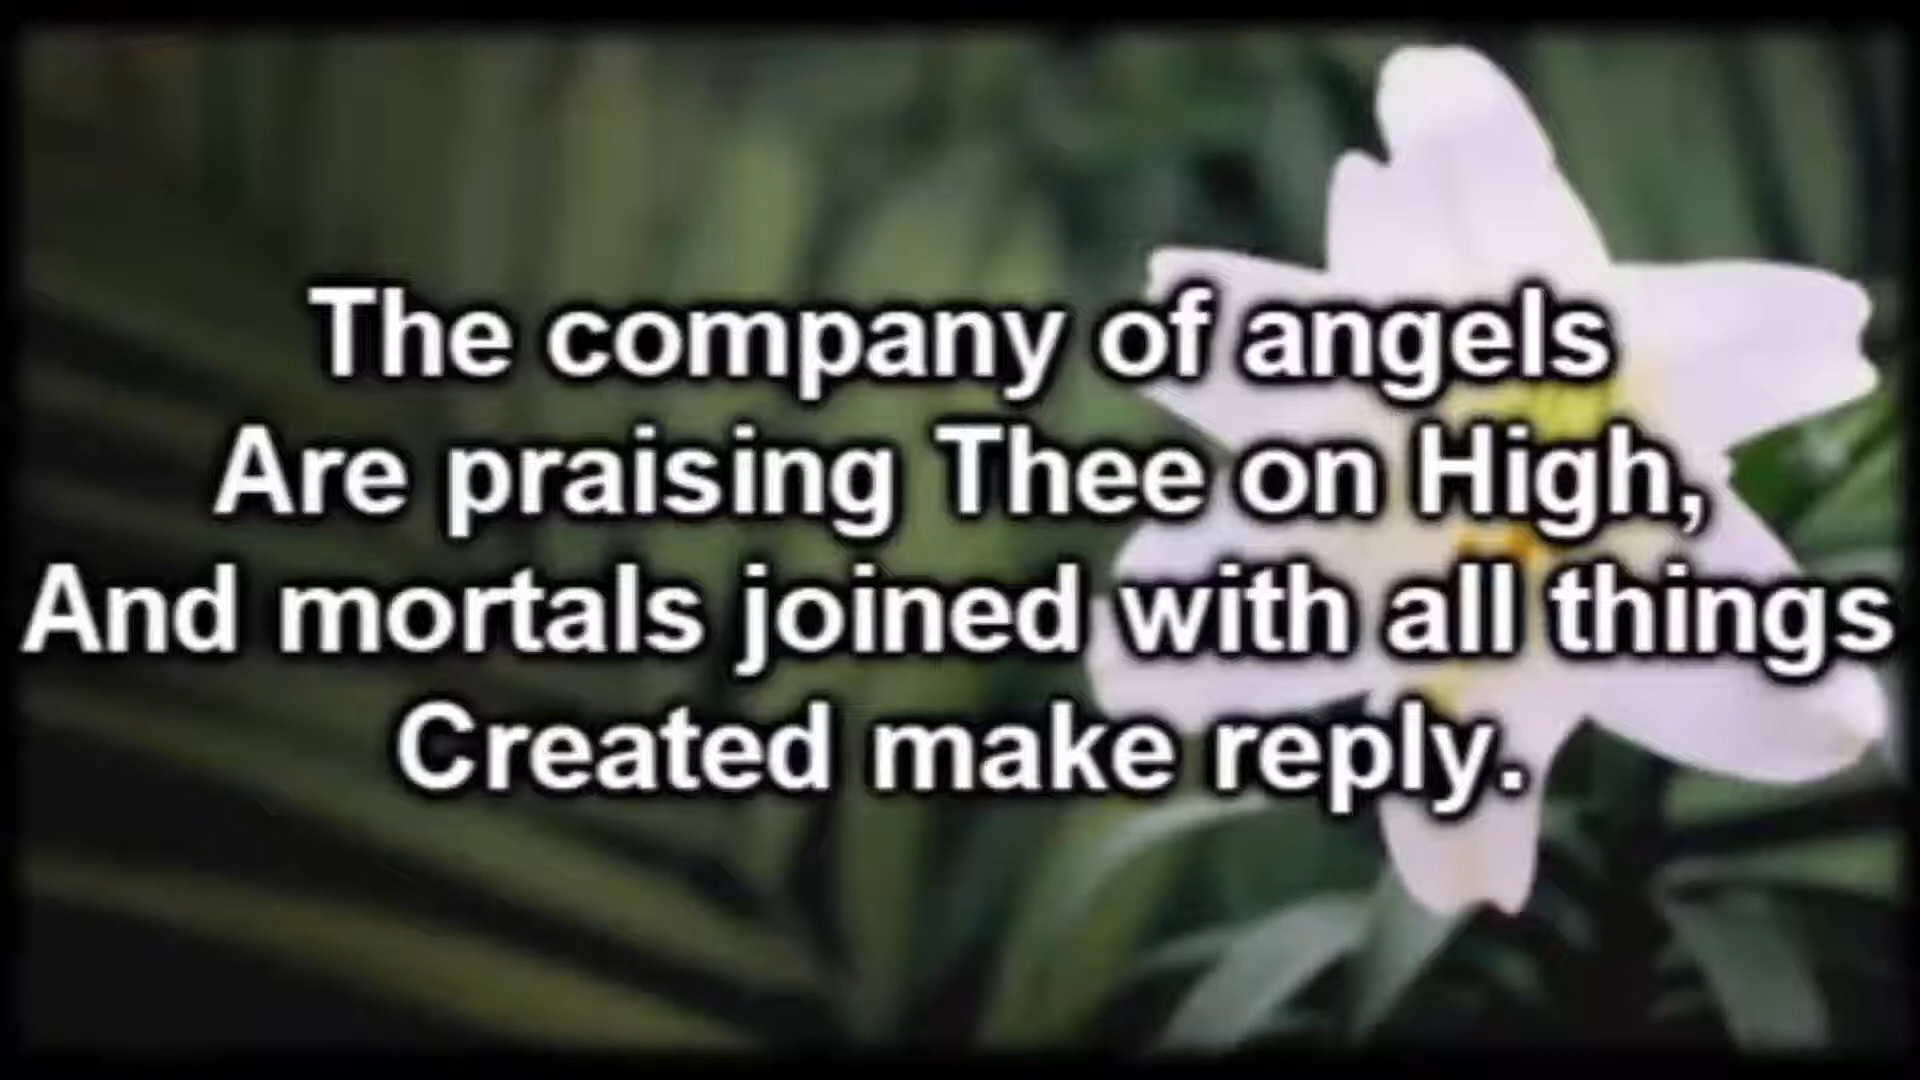 The company of angels
Are praising Thee on High,
And mortals joined with all things
Created make reply.